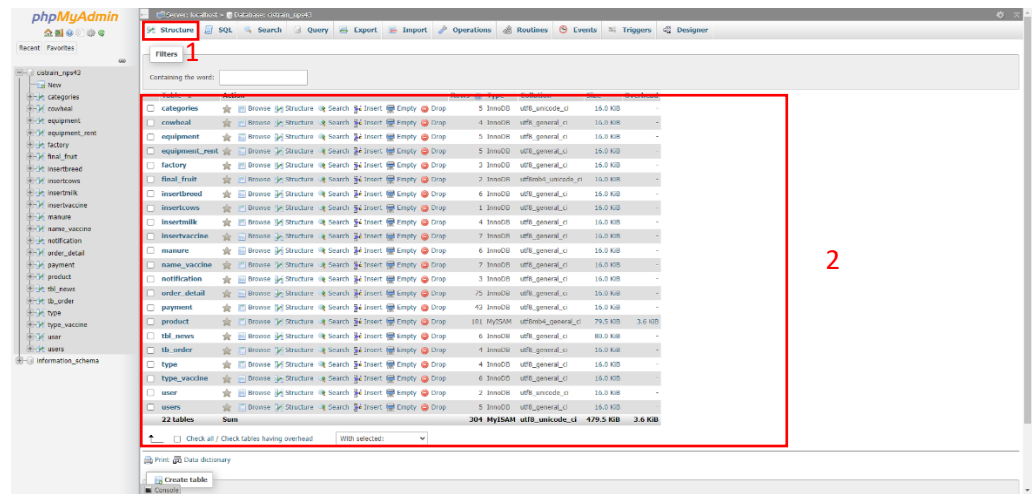 phpMyAdmin
Recent Favorites
cistrain_nps43
New
categories
cowheal
equipment
equipment_rent
factory
final_fruit
insertbreed
insertcows
insertmilk
insertvaccine
manure
name_vaccine
notification
order_detail
payment
product
tbl_news
tb_order
type
type_vaccine
user
users
information_schema
Server: localhost » Database: cistrain_nps43
Structure SQL Search Query Export Import Operations Routines Events Triggers Designer
1
Filters
Containing the word:
Table Action Rows Type Collation Size Overhead
categories Browse Structure Search Insert Empty Drop 5 InnoDB utf8_unicode_ci 16.0 KiB -
cowheal Browse Structure Search Insert Empty Drop 4 InnoDB utf8_general_ci 16.0 KiB -
equipment Browse Structure Search Insert Empty Drop 5 InnoDB utf8_general_ci 16.0 KiB -
equipment_rent Browse Structure Search Insert Empty Drop 5 InnoDB utf8_general_ci 16.0 KiB -
factory Browse Structure Search Insert Empty Drop 3 InnoDB utf8_general_ci 16.0 KiB -
final_fruit Browse Structure Search Insert Empty Drop 2 InnoDB utf8mb4_unicode_ci 16.0 KiB -
insertbreed Browse Structure Search Insert Empty Drop 6 InnoDB utf8_general_ci 16.0 KiB -
insertcows Browse Structure Search Insert Empty Drop 1 InnoDB utf8_general_ci 16.0 KiB -
insertmilk Browse Structure Search Insert Empty Drop 4 InnoDB utf8_general_ci 16.0 KiB -
insertvaccine Browse Structure Search Insert Empty Drop 7 InnoDB utf8_general_ci 16.0 KiB -
manure Browse Structure Search Insert Empty Drop 6 InnoDB utf8_general_ci 16.0 KiB -
name_vaccine Browse Structure Search Insert Empty Drop 7 InnoDB utf8_general_ci 16.0 KiB -
notification Browse Structure Search Insert Empty Drop 3 InnoDB utf8_general_ci 16.0 KiB -
order_detail Browse Structure Search Insert Empty Drop 75 InnoDB utf8_general_ci 16.0 KiB -
payment Browse Structure Search Insert Empty Drop 43 InnoDB utf8_general_ci 16.0 KiB -
product Browse Structure Search Insert Empty Drop 101 MyISAM utf8mb4_general_ci 79.5 KiB 3.6 KiB
tbl_news Browse Structure Search Insert Empty Drop 6 InnoDB utf8_general_ci 80.0 KiB -
tb_order Browse Structure Search Insert Empty Drop 4 InnoDB utf8_general_ci 16.0 KiB -
type Browse Structure Search Insert Empty Drop 4 InnoDB utf8_general_ci 16.0 KiB -
type_vaccine Browse Structure Search Insert Empty Drop 6 InnoDB utf8_general_ci 16.0 KiB -
user Browse Structure Search Insert Empty Drop 2 InnoDB utf8_unicode_ci 16.0 KiB -
users Browse Structure Search Insert Empty Drop 5 InnoDB utf8_general_ci 16.0 KiB -
22 tables Sum 304 MyISAM utf8_unicode_ci 479.5 KiB 3.6 KiB
2
Check all / Check tables having overhead With selected:
Print Data dictionary
Create table
Console